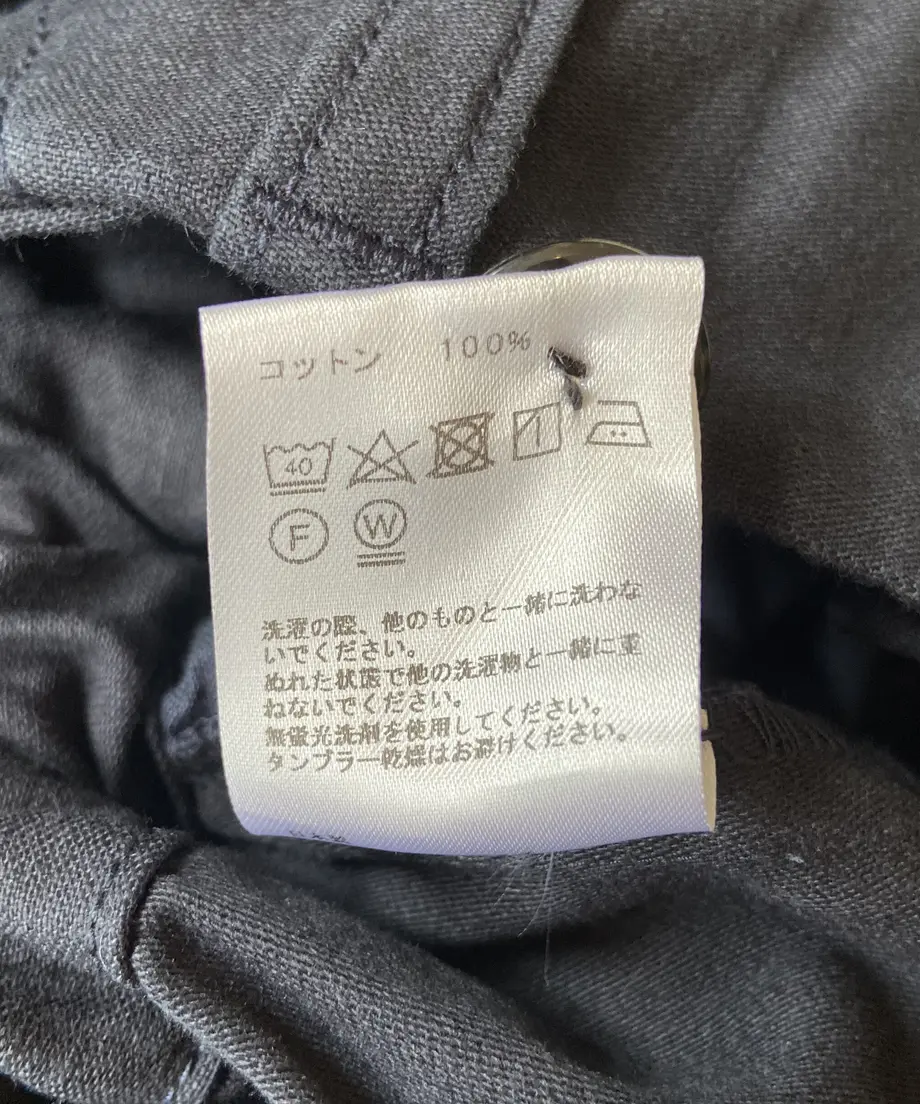 コットン 100%
40
F W
洗濯の際、他のものと一緒に洗わな
いでください。
ぬれた状態で他の洗濯物と一緒に重
ねないでください。
無蛍光洗剤を使用してください。
タンブラー乾燥はお避けください。